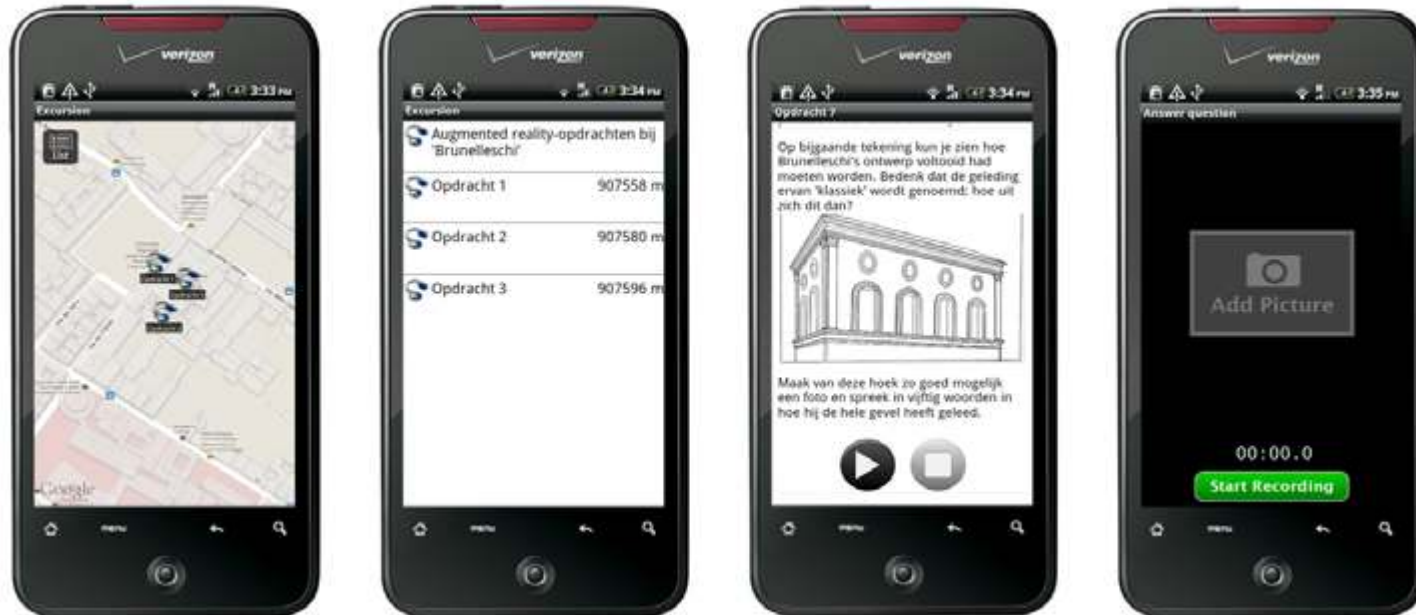 verizon
3:33 PM
Excursion
List
Google
menu
verizon
3:34 PM
Excursion
Augmented reality-opdrachten bij
'Brunelleschi'
Opdracht 1 907558 m
Opdracht 2 907580 m
Opdracht 3 907596 m
menu
verizon
3:34 PM
Opdracht 7
Op bijgaande tekening kun je zien hoe
Brunelleschi's ontwerp voltooid had
moeten worden. Bedenk dat de geleding
ervan 'klassiek' wordt genoemd; hoe uit
zich dit dan?
Maak van deze hoek zo goed mogelijk
een foto en spreek in vijftig woorden in
hoe hij de hele gevel heeft geleed.
menu
verizon
3:35 PM
Answer question
Add Picture
00:00.0
Start Recording
menu